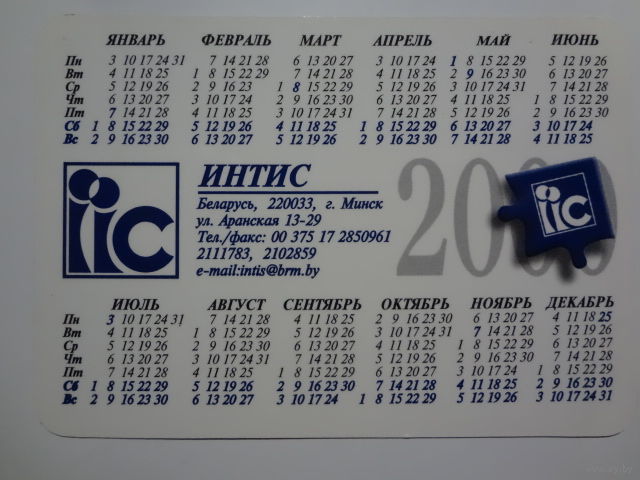 ЯНВАРЬ ФЕВРАЛЬ МАРТ АПРЕЛЬ МАЙ ИЮНЬ
Пн 3 10 17 24 31 7 14 21 28 6 13 20 27 3 10 17 24 1 8 15 22 29 5 12 19 26
Вт 4 11 18 25 1 8 15 22 29 7 14 21 28 4 11 18 25 2 9 16 23 30 6 13 20 27
Ср 5 12 19 26 2 9 16 23 1 8 15 22 29 5 12 19 26 3 10 17 24 31 7 14 21 28
Чт 6 13 20 27 3 10 17 24 2 9 16 23 30 6 13 20 27 4 11 18 25 1 8 15 22 29
Пт 7 14 21 28 4 11 18 25 3 10 17 24 31 7 14 21 28 5 12 19 26 2 9 16 23 30
Сб 1 8 15 22 29 5 12 19 26 4 11 18 25 1 8 15 22 29 6 13 20 27 3 10 17 24
Вс 2 9 16 23 30 6 13 20 27 5 12 19 26 2 9 16 23 30 7 14 21 28 4 11 18 25
iic
ИНТИС
Беларусь, 220033, г. Минск
ул. Аранская 13-29
Тел./факс: 00 375 17 2850961
2111783, 2102859
e-mail:intis@brm.by
2000
iic
ИЮЛЬ АВГУСТ СЕНТЯБРЬ ОКТЯБРЬ НОЯБРЬ ДЕКАБРЬ
Пн 3 10 17 24 31 7 14 21 28 4 11 18 25 2 9 16 23 30 6 13 20 27 4 11 18 25
Вт 4 11 18 25 1 8 15 22 29 5 12 19 26 3 10 17 24 31 7 14 21 28 5 12 19 26
Ср 5 12 19 26 2 9 16 23 30 6 13 20 27 4 11 18 25 1 8 15 22 29 6 13 20 27
Чт 6 13 20 27 3 10 17 24 31 7 14 21 28 5 12 19 26 2 9 16 23 30 7 14 21 28
Пт 7 14 21 28 4 11 18 25 1 8 15 22 29 6 13 20 27 3 10 17 24 1 8 15 22 29
Сб 1 8 15 22 29 5 12 19 26 2 9 16 23 30 7 14 21 28 4 11 18 25 2 9 16 23 30
Вс 2 9 16 23 30 6 13 20 27 3 10 17 24 1 8 15 22 29 5 12 19 26 3 10 17 24 31